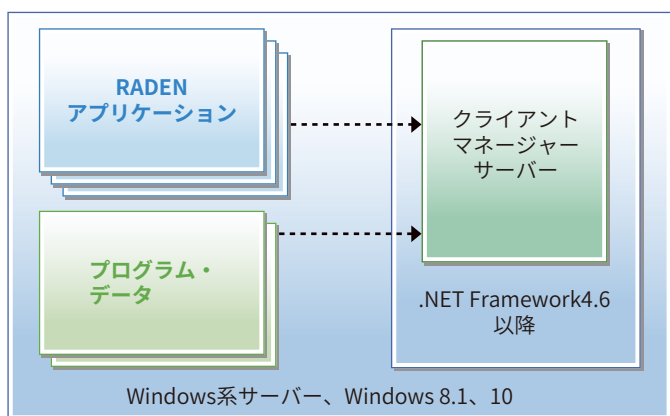 RADEN
アプリケーション
クライアント
マネージャー
サーバー
プログラム・
データ
.NET Framework4.6
以降
Windows系サーバー、Windows 8.1、10